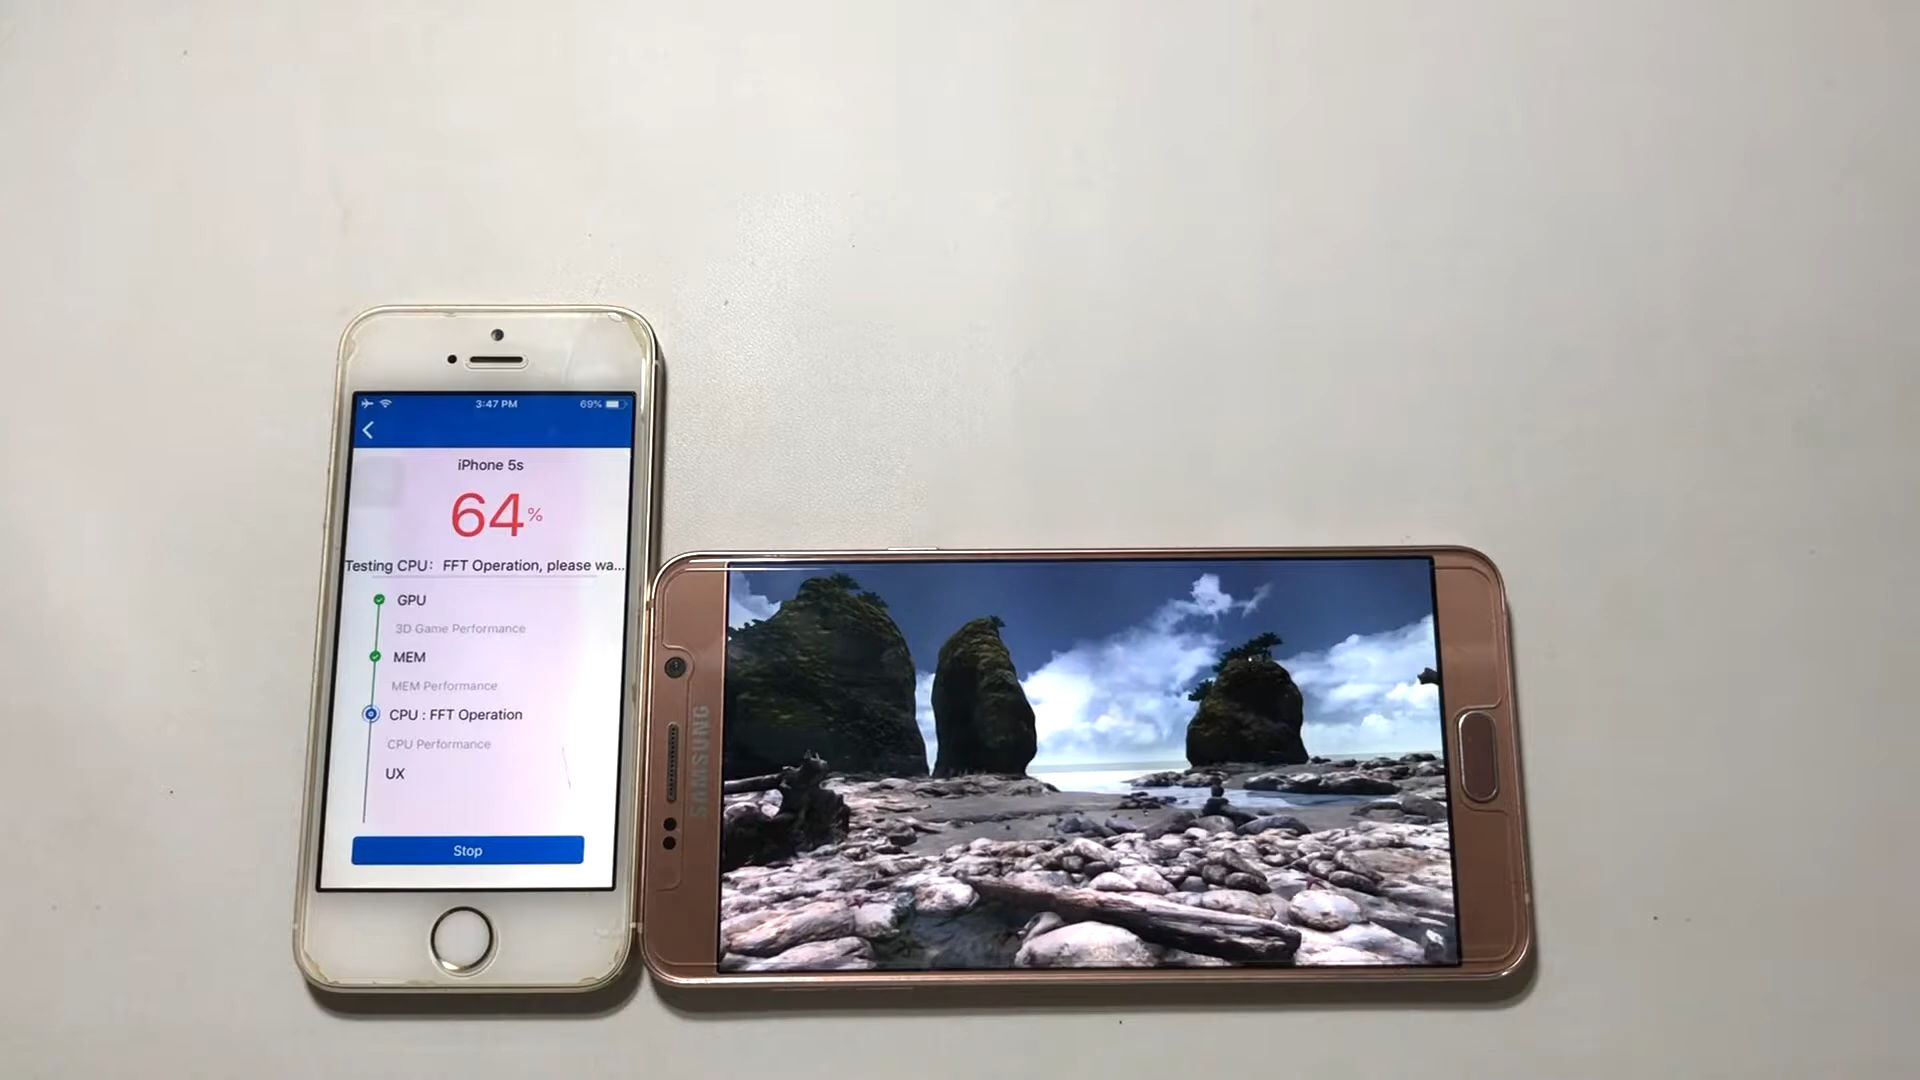 3:47 PM
69%
iPhone 5s
64%
Testing CPU: FFT Operation, please wa...
GPU
3D Game Performance
MEM
MEM Performance
CPU : FFT Operation
CPU Performance
UX
Stop
SAMSUNG